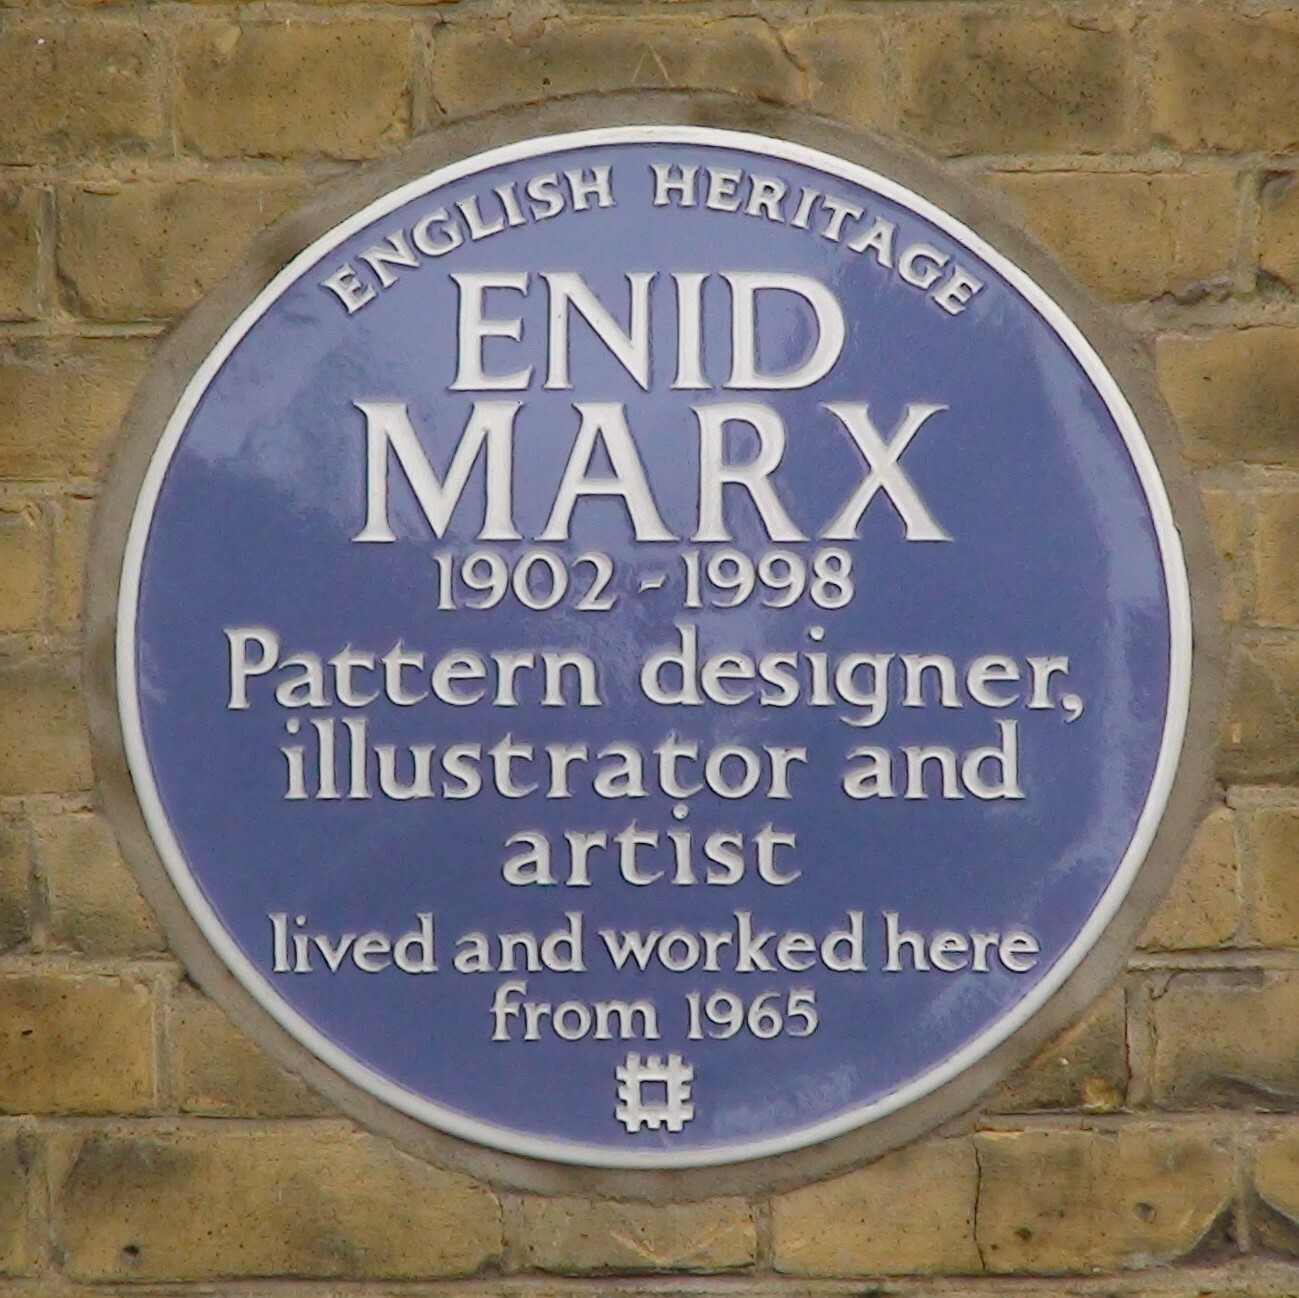 ENGLISH HERITAGE
ENID
MARX
1902 - 1998
Pattern designer,
illustrator and
artist
lived and worked here
from 1965